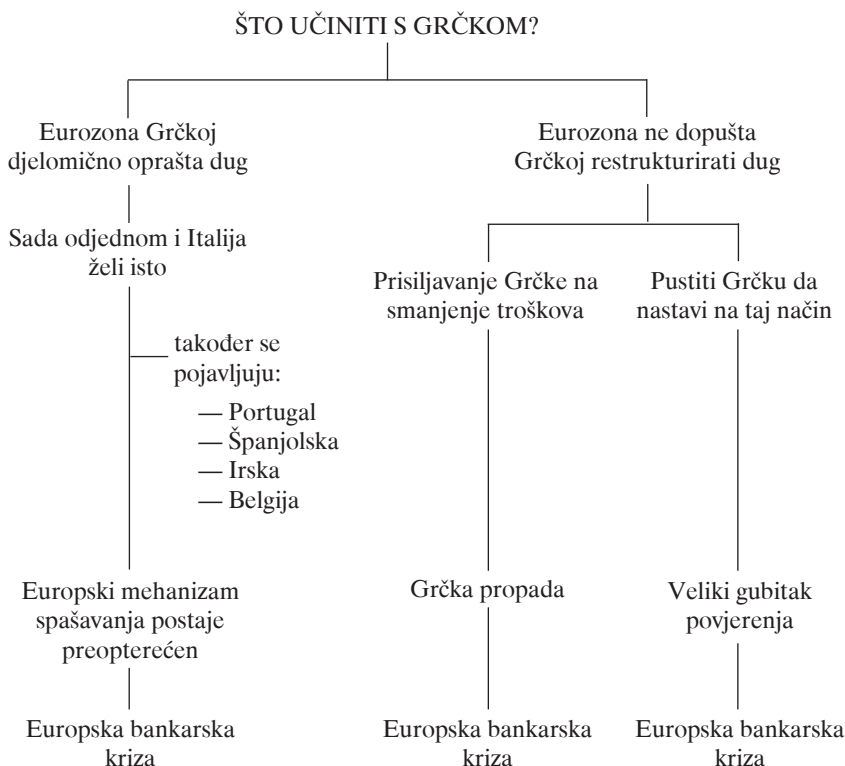 ŠTO UČINITI S GRČKOM?
Eurozona Grčkoj
djelomično oprašta dug
Sada odjednom i Italija
želi isto
također se
pojavljuju:
— Portugal
— Španjolska
— Irska
— Belgija
Europski mehanizam
spašavanja postaje
preopterećen
Europska bankarska
kriza
Eurozona ne dopušta
Grčkoj restrukturirati dug
Prisiljavanje Grčke na
smanjenje troškova
Grčka propada
Europska bankarska
kriza
Pustiti Grčku da
nastavi na taj način
Veliki gubitak
povjerenja
Europska bankarska
kriza